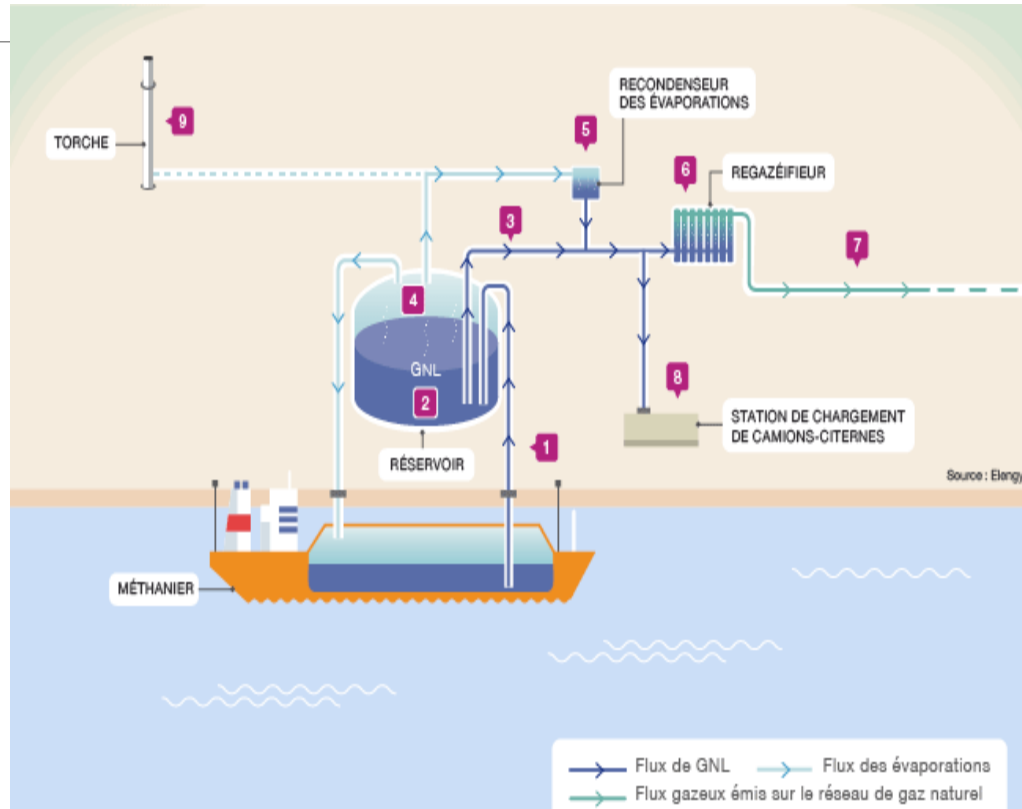 RECONDENSEUR
DES ÉVAPORATIONS
9
5
TORCHE
6
REGAZÉIFIEUR
3
7
4
GNL
2
8
RÉSERVOIR
1
STATION DE CHARGEMENT
DE CAMIONS-CITERNES
Source : Elengy
MÉTHANIER
Flux de GNL
Flux des évaporations
Flux gazeux émis sur le réseau de gaz naturel